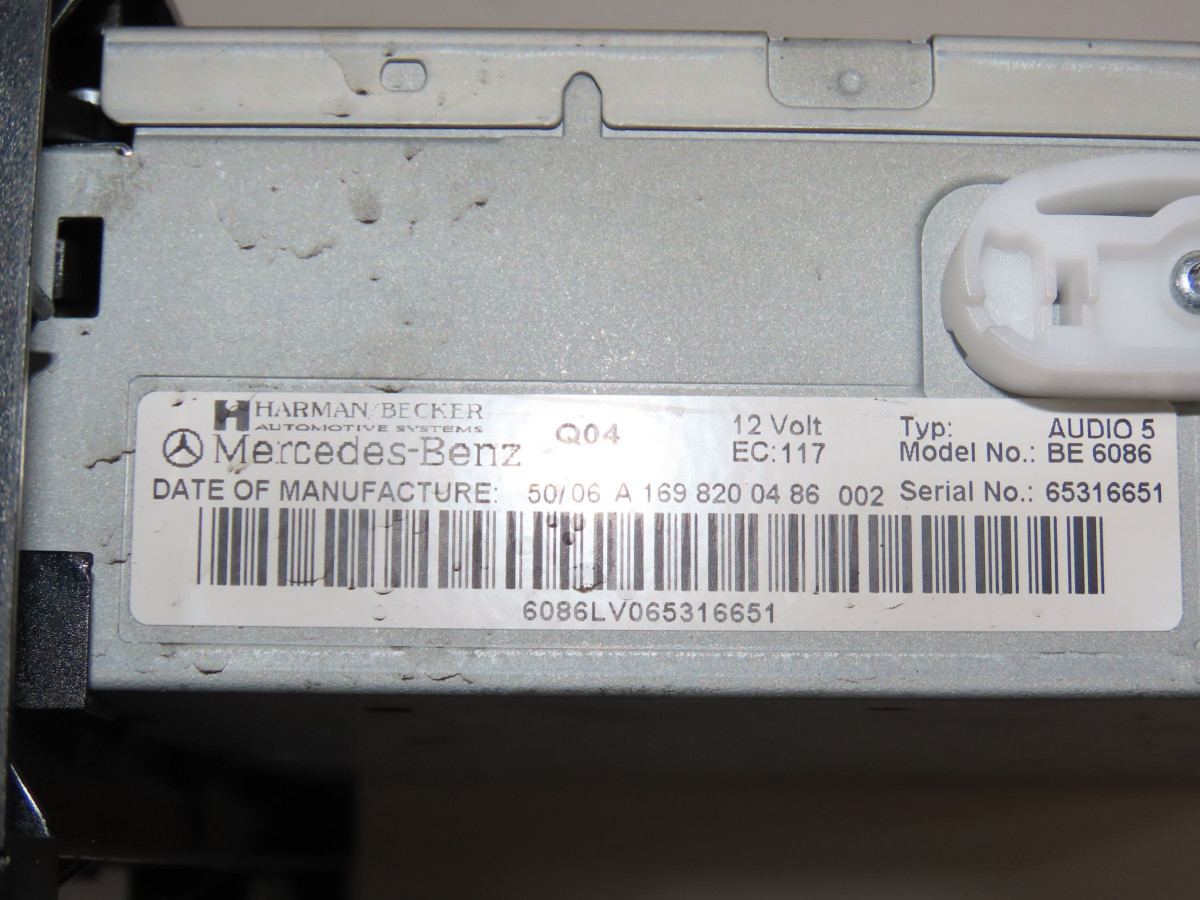 HARMAN/BECKER
AUTOMOTIVE SYSTEMS
Mercedes-Benz
Q04
12 Volt
EC:117
Typ: AUDIO 5
Model No.: BE 6086
DATE OF MANUFACTURE: 50/06 A 169 820 04 86 002 Serial No.: 65316651
6086LV065316651